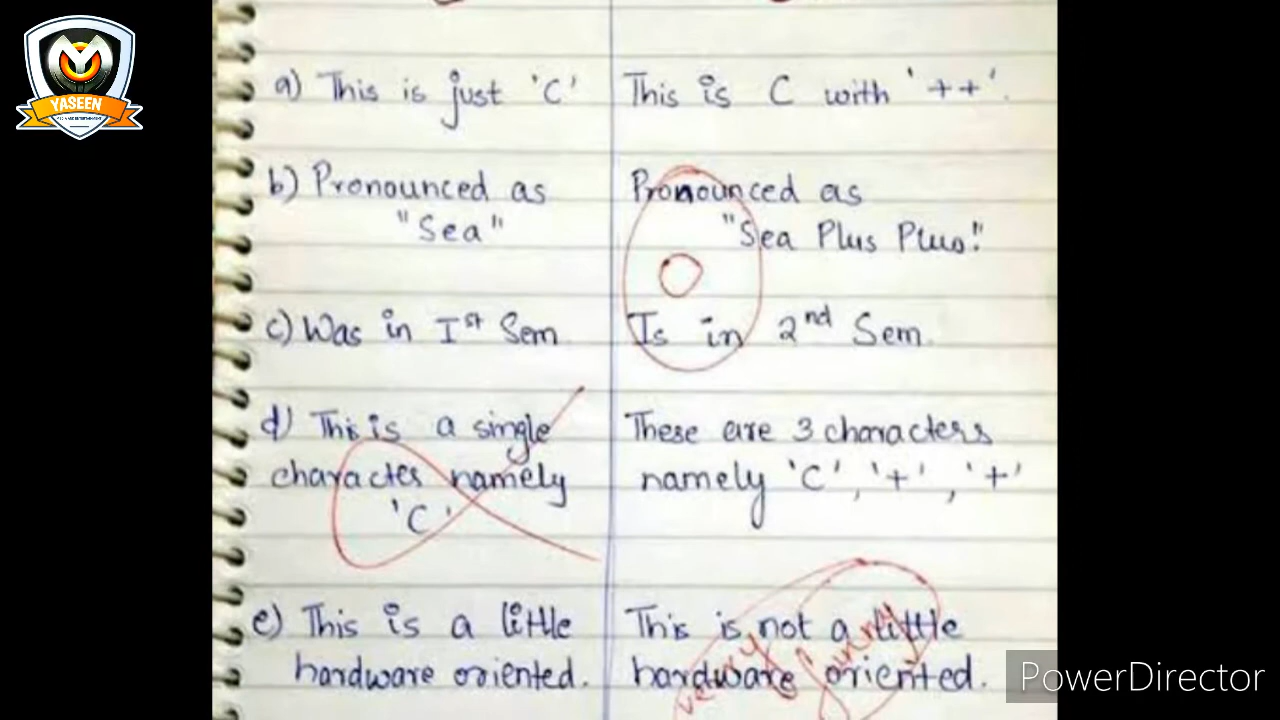 YASEEN
a) This is just 'C' This is C with '++'.
b) Pronounced as Pronounced as
"Sea" "Sea Plus Plus!"
c) Was in Ist Sem Is in 2nd Sem.
d) This is a single These are 3 characters
character namely namely 'C', '+', '+'
'C'
e) This is a little This is not a little
hardware oriented. hardware oriented.
very funny
PowerDirector